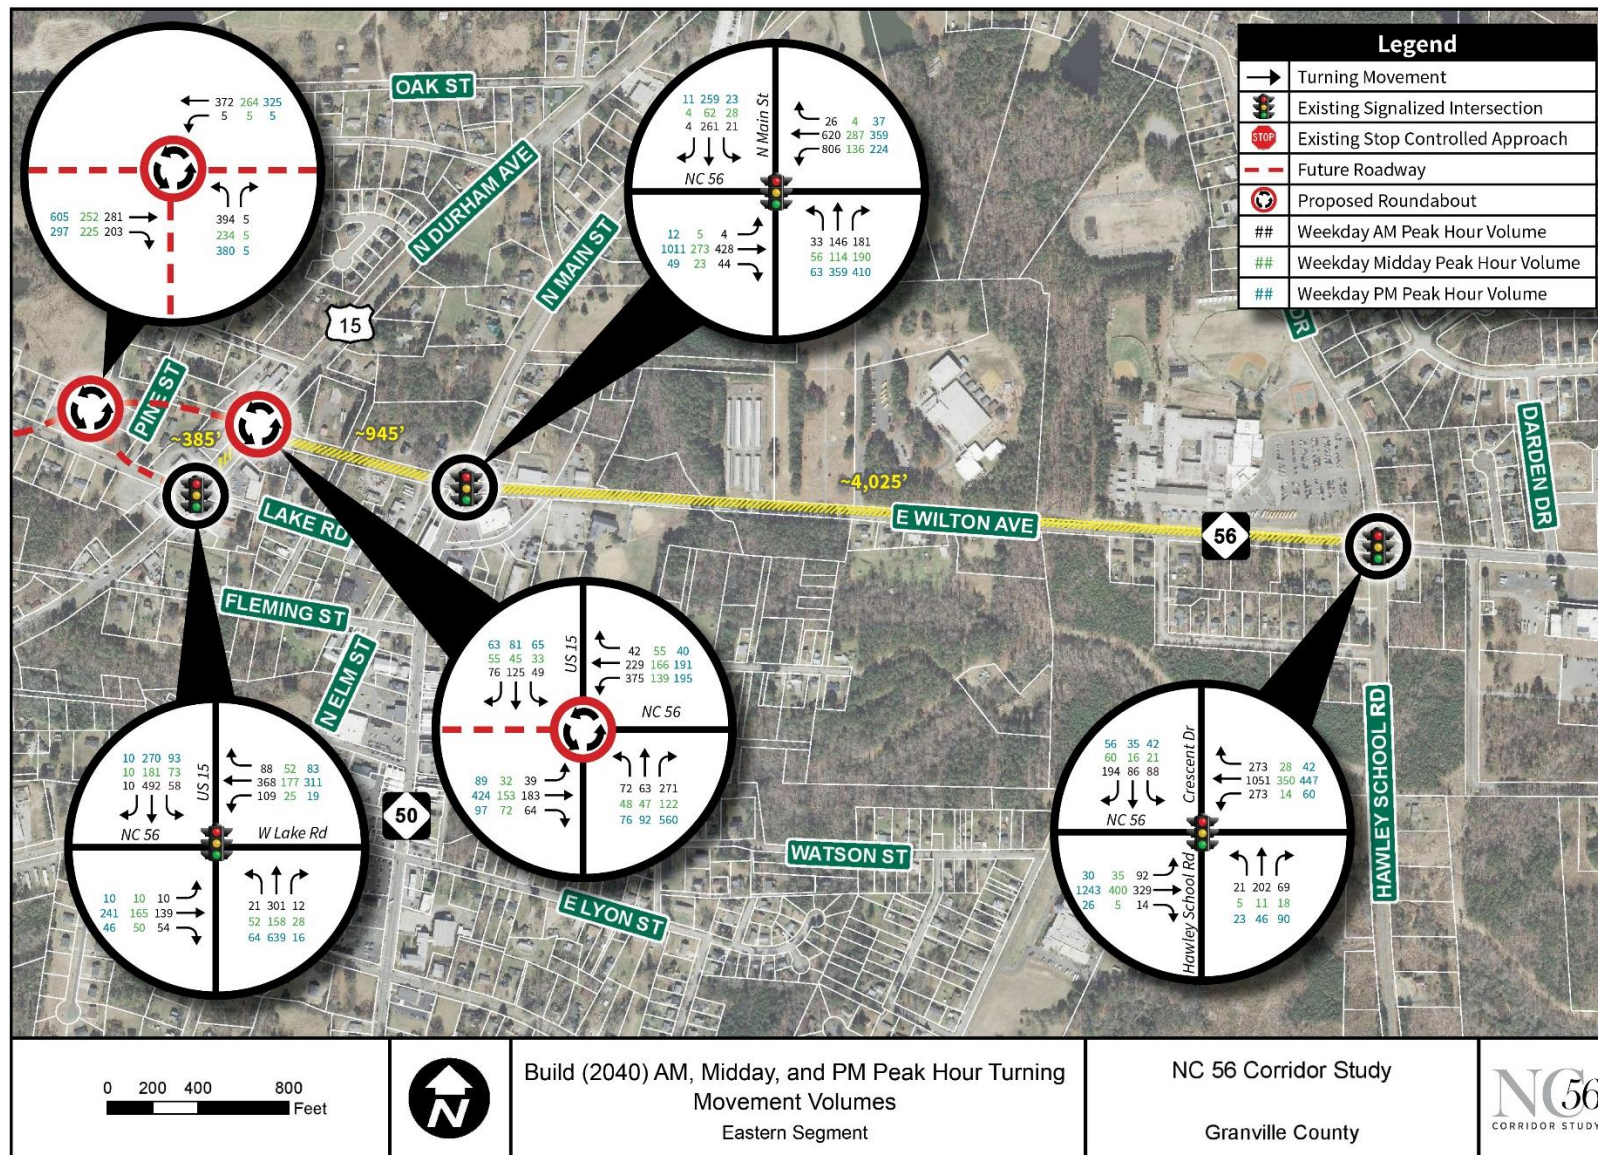 Legend
Turning Movement
Existing Signalized Intersection
STOP Existing Stop Controlled Approach
Future Roadway
Proposed Roundabout
## Weekday AM Peak Hour Volume
## Weekday Midday Peak Hour Volume
## Weekday PM Peak Hour Volume
372 264 325
5 5 5
605 252 281
297 225 203
394 5
234 5
380 5
OAK ST
N DURHAM AVE
N MAIN ST
15
PINE ST
~385'
~945'
~4,025'
LAKE RD
FLEMING ST
N ELM ST
50
E LYON ST
WATSON ST
E WILTON AVE
56
HAWLEY SCHOOL RD
DARDEN DR
DR
11 259 23
4 62 28
4 261 21
N Main St
NC 56
26 4 37
620 287 359
806 136 224
12 5 4
1011 273 428
49 23 44
33 146 181
56 114 190
63 359 410
63 81 65
55 45 33
76 125 49
US 15
42 55 40
229 166 191
375 139 195
NC 56
89 32 39
424 153 183
97 72 64
72 63 271
48 47 122
76 92 560
10 270 93
10 181 73
10 492 58
US 15
88 52 83
368 177 311
109 25 19
NC 56
W Lake Rd
10 10 10
241 165 139
46 50 54
21 301 12
52 158 28
64 639 16
56 35 42
60 16 21
194 86 88
Crescent Dr
273 28 42
1051 350 447
273 14 60
NC 56
30 35 92
1243 400 329
26 5 14
Hawley School Rd
21 202 69
5 11 18
23 46 90
0 200 400 800
Feet
N
Build (2040) AM, Midday, and PM Peak Hour Turning
Movement Volumes
Eastern Segment
NC 56 Corridor Study
Granville County
NC 56
CORRIDOR STUDY